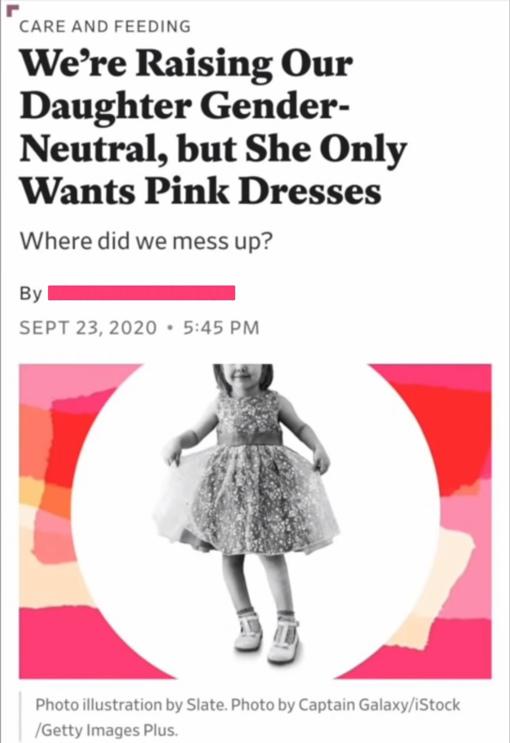 CARE AND FEEDING
We're Raising Our
Daughter Gender-
Neutral, but She Only
Wants Pink Dresses
Where did we mess up?
By
SEPT 23, 2020 • 5:45 PM
Photo illustration by Slate. Photo by Captain Galaxy/iStock
/Getty Images Plus.